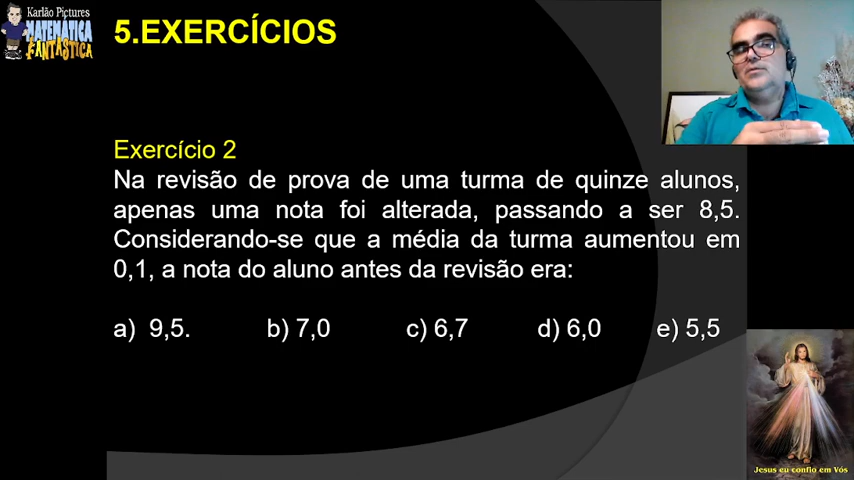 Karlão Pictures
MATEMÁTICA
FANTÁSTICA
5.EXERCÍCIOS
Exercício 2
Na revisão de prova de uma turma de quinze alunos,
apenas uma nota foi alterada, passando a ser 8,5.
Considerando-se que a média da turma aumentou em
0,1, a nota do aluno antes da revisão era:
a) 9,5. b) 7,0 c) 6,7 d) 6,0 e) 5,5
Jesus eu confio em Vós